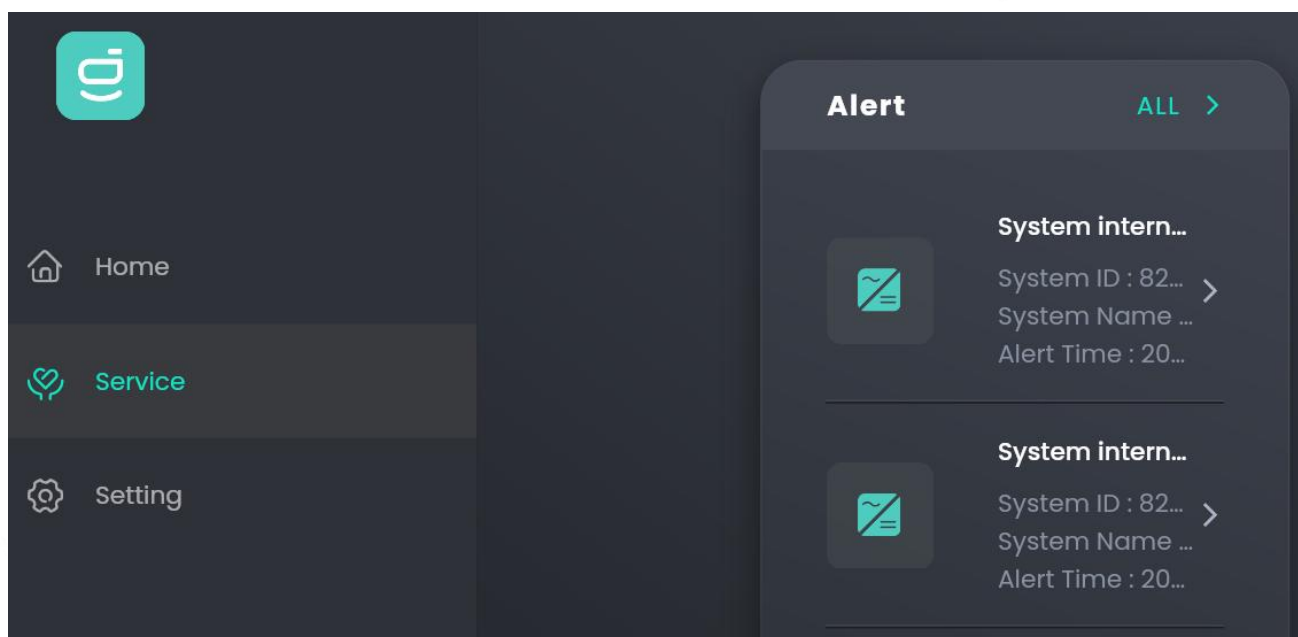 Home
Service
Setting
Alert
ALL
System intern...
System ID : 82...
System Name ...
Alert Time : 20...
System intern...
System ID : 82...
System Name ...
Alert Time : 20...